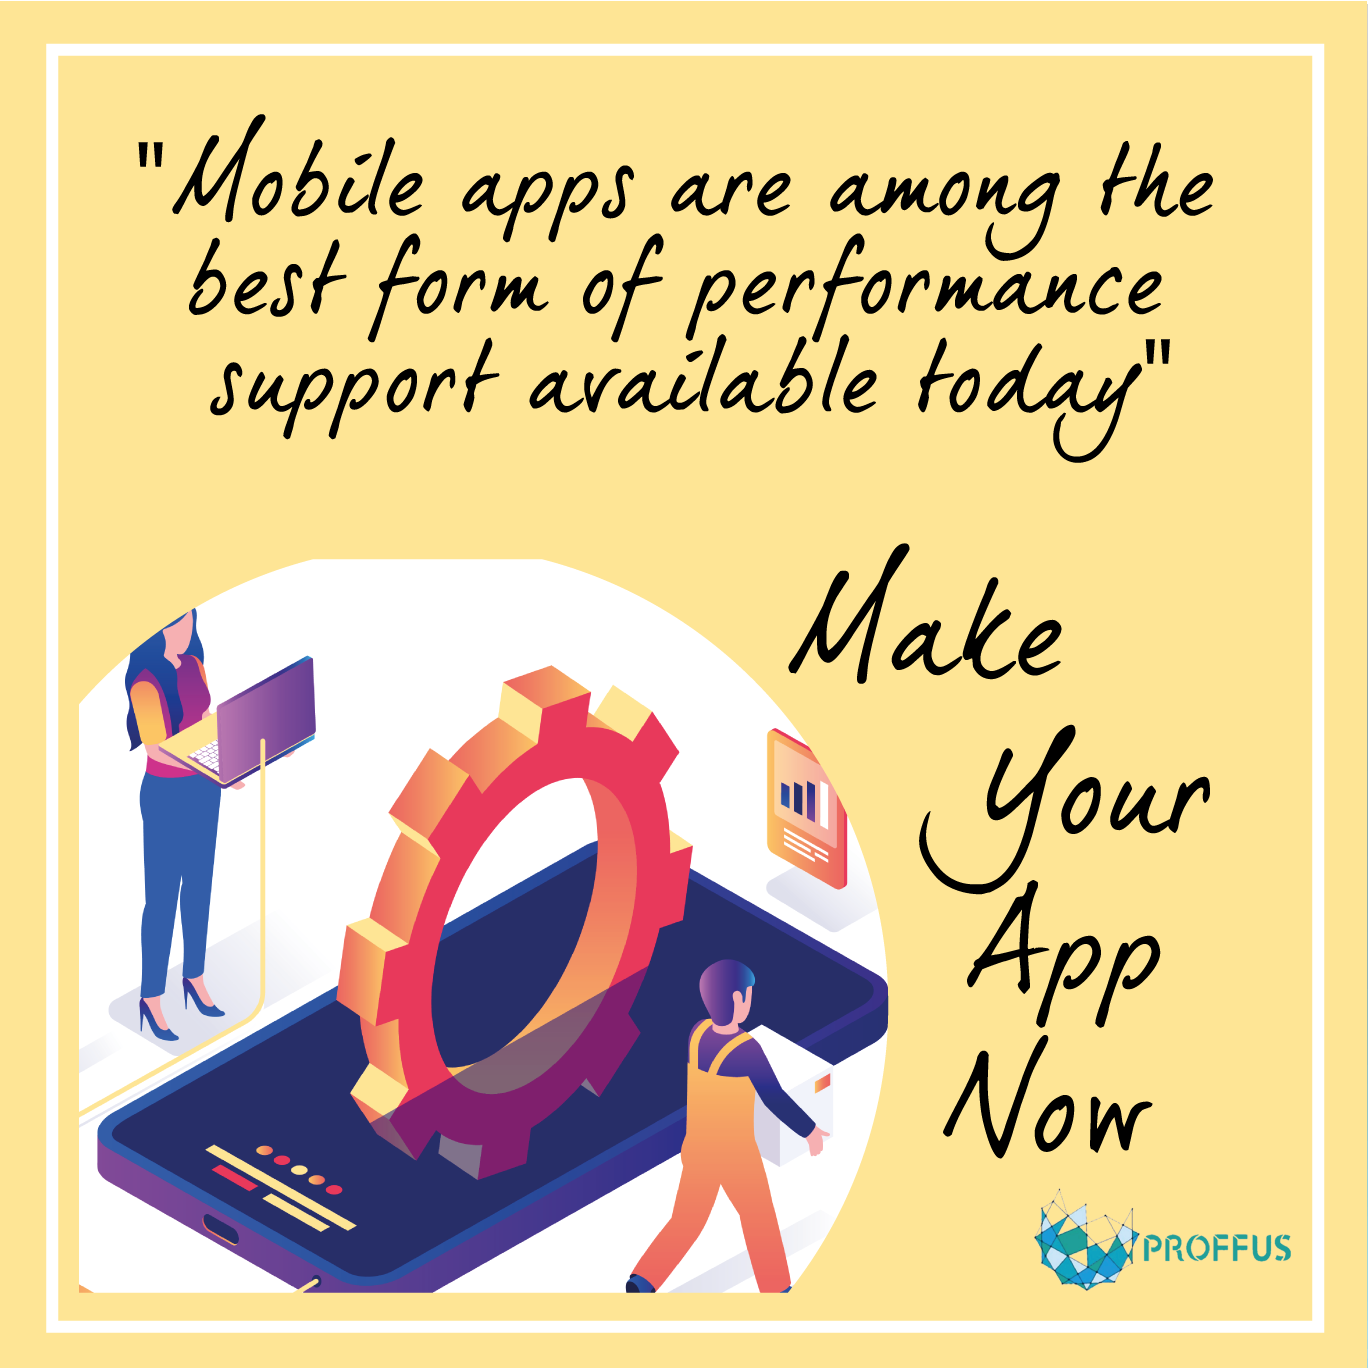 "Mobile apps are among the
best form of performance
support available today"
Make
Your
App
Now
PROFFUS